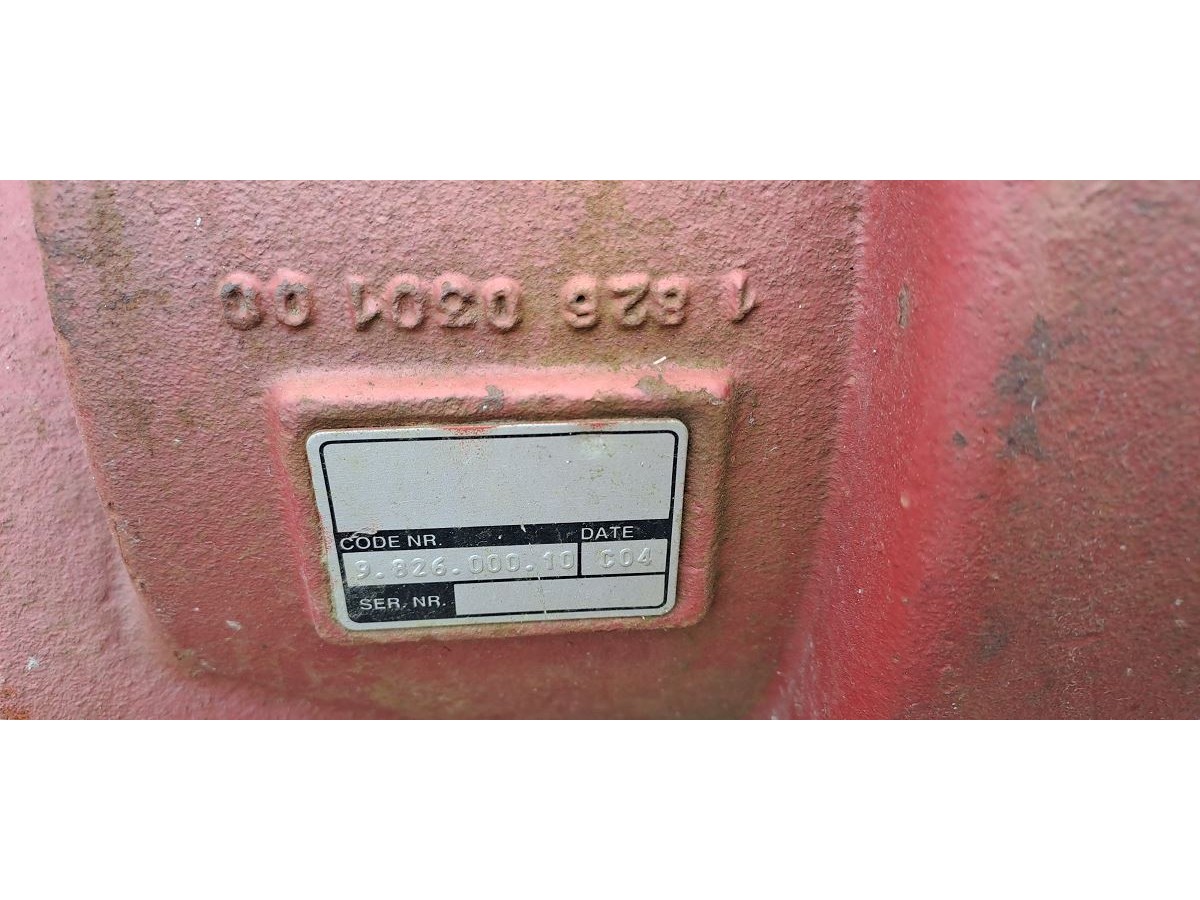 1 826 0301 00
CODE NR. DATE
9.826.000.10 C04
SER. NR.